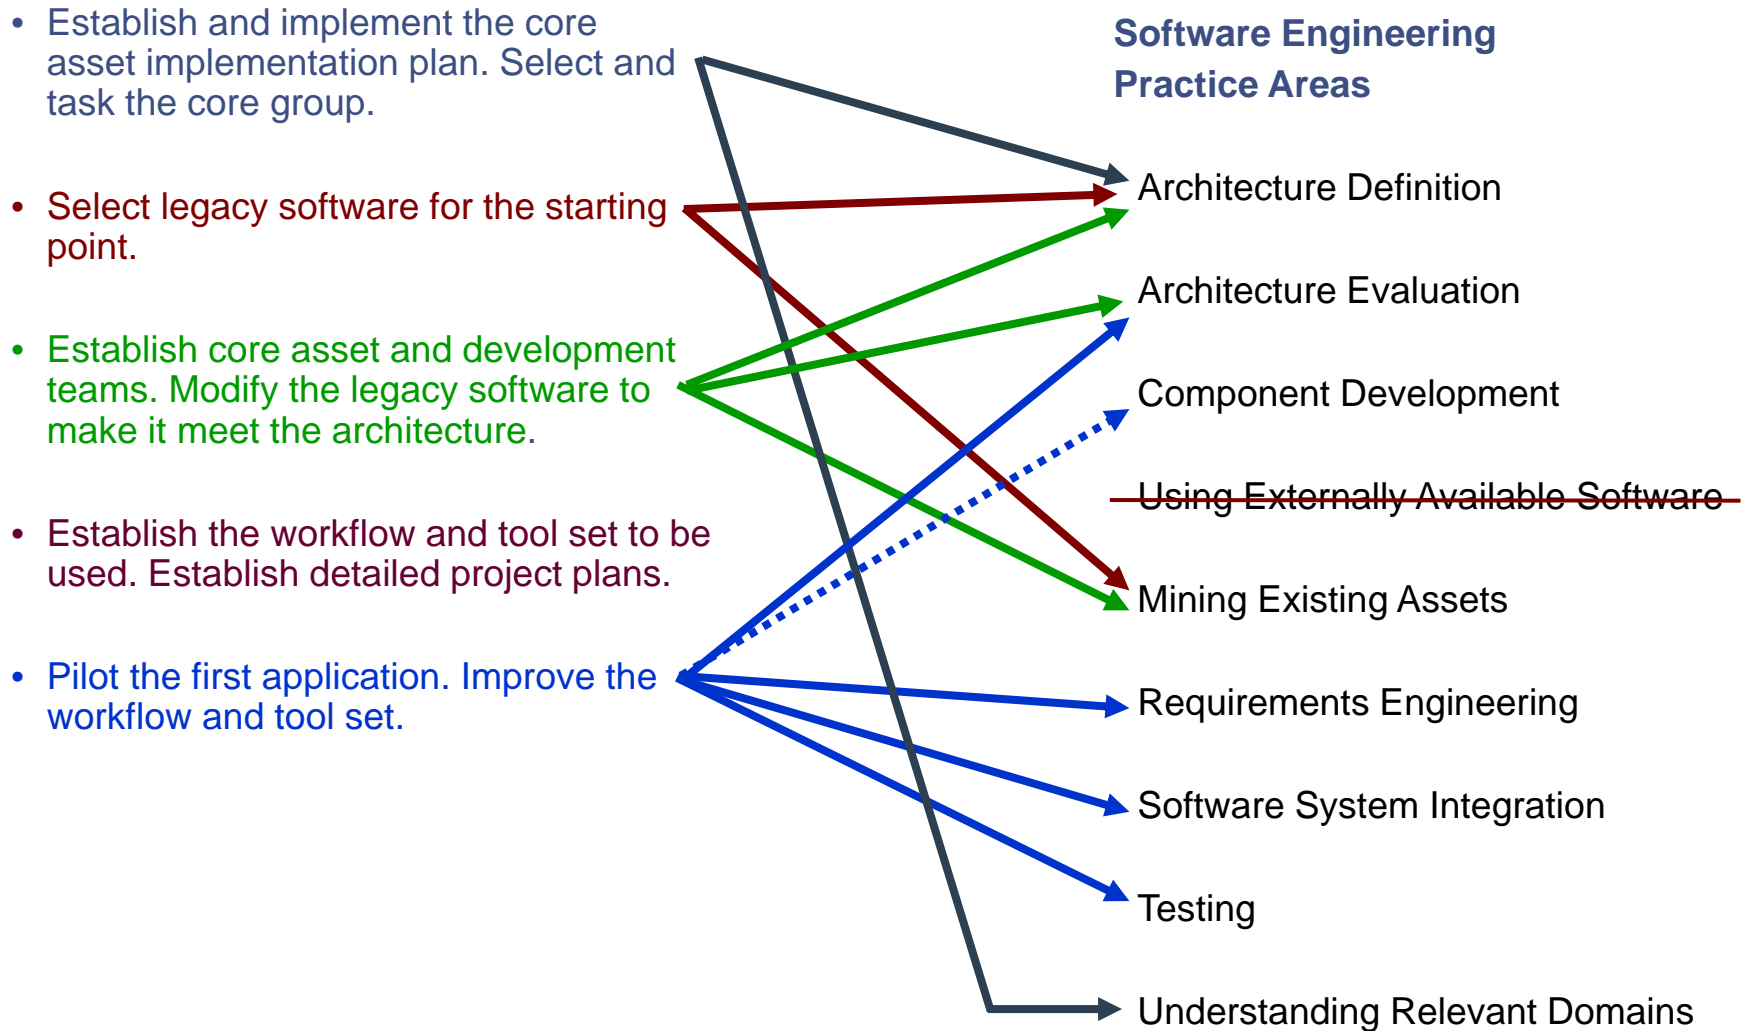 • Establish and implement the core
asset implementation plan. Select and
task the core group.
• Select legacy software for the starting
point.
• Establish core asset and development
teams. Modify the legacy software to
make it meet the architecture.
• Establish the workflow and tool set to be
used. Establish detailed project plans.
• Pilot the first application. Improve the
workflow and tool set.
Software Engineering
Practice Areas
Architecture Definition
Architecture Evaluation
Component Development
Using Externally Available Software
Mining Existing Assets
Requirements Engineering
Software System Integration
Testing
Understanding Relevant Domains